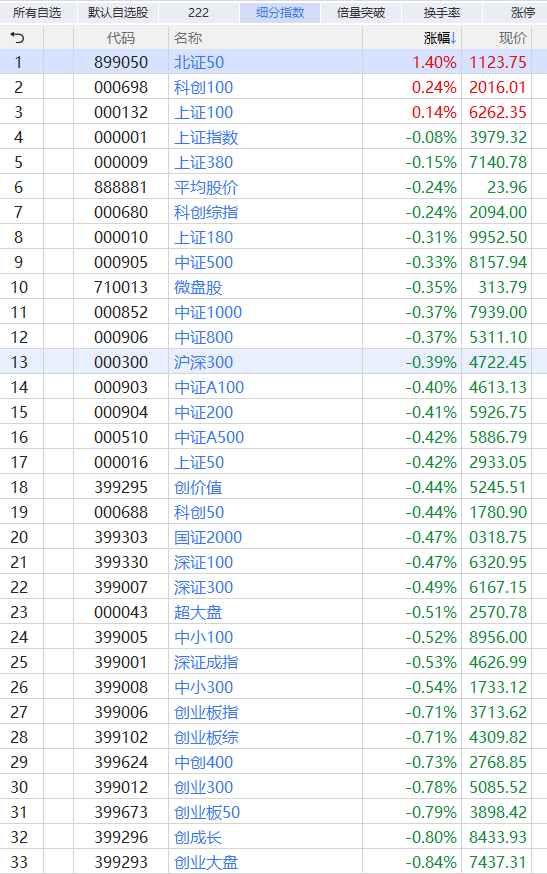 所有自选 默认自选股 222 细分指数 倍量突破 换手率 涨停
代码 名称 涨幅↓ 现价
1 899050 北证50 1.40% 1123.75
2 000698 科创100 0.24% 2016.01
3 000132 上证100 0.14% 6262.35
4 000001 上证指数 -0.08% 3979.32
5 000009 上证380 -0.15% 7140.78
6 888881 平均股价 -0.24% 23.96
7 000680 科创综指 -0.24% 2094.00
8 000010 上证180 -0.31% 9952.50
9 000905 中证500 -0.33% 8157.94
10 710013 微盘股 -0.35% 313.79
11 000852 中证1000 -0.37% 7939.00
12 000906 中证800 -0.37% 5311.10
13 000300 沪深300 -0.39% 4722.45
14 000903 中证A100 -0.40% 4613.13
15 000904 中证200 -0.41% 5926.75
16 000510 中证A500 -0.42% 5886.79
17 000016 上证50 -0.42% 2933.05
18 399295 创价值 -0.44% 5245.51
19 000688 科创50 -0.44% 1780.90
20 399303 国证2000 -0.47% 0318.75
21 399330 深证100 -0.47% 6320.95
22 399007 深证300 -0.49% 6167.15
23 000043 超大盘 -0.51% 2570.78
24 399005 中小100 -0.52% 8956.00
25 399001 深证成指 -0.53% 4626.99
26 399008 中小300 -0.54% 1733.12
27 399006 创业板指 -0.71% 3713.62
28 399102 创业板综 -0.71% 4309.82
29 399624 中创400 -0.73% 2768.85
30 399012 创业300 -0.78% 5085.52
31 399673 创业板50 -0.79% 3898.42
32 399296 创成长 -0.80% 8433.93
33 399293 创业大盘 -0.84% 7437.31